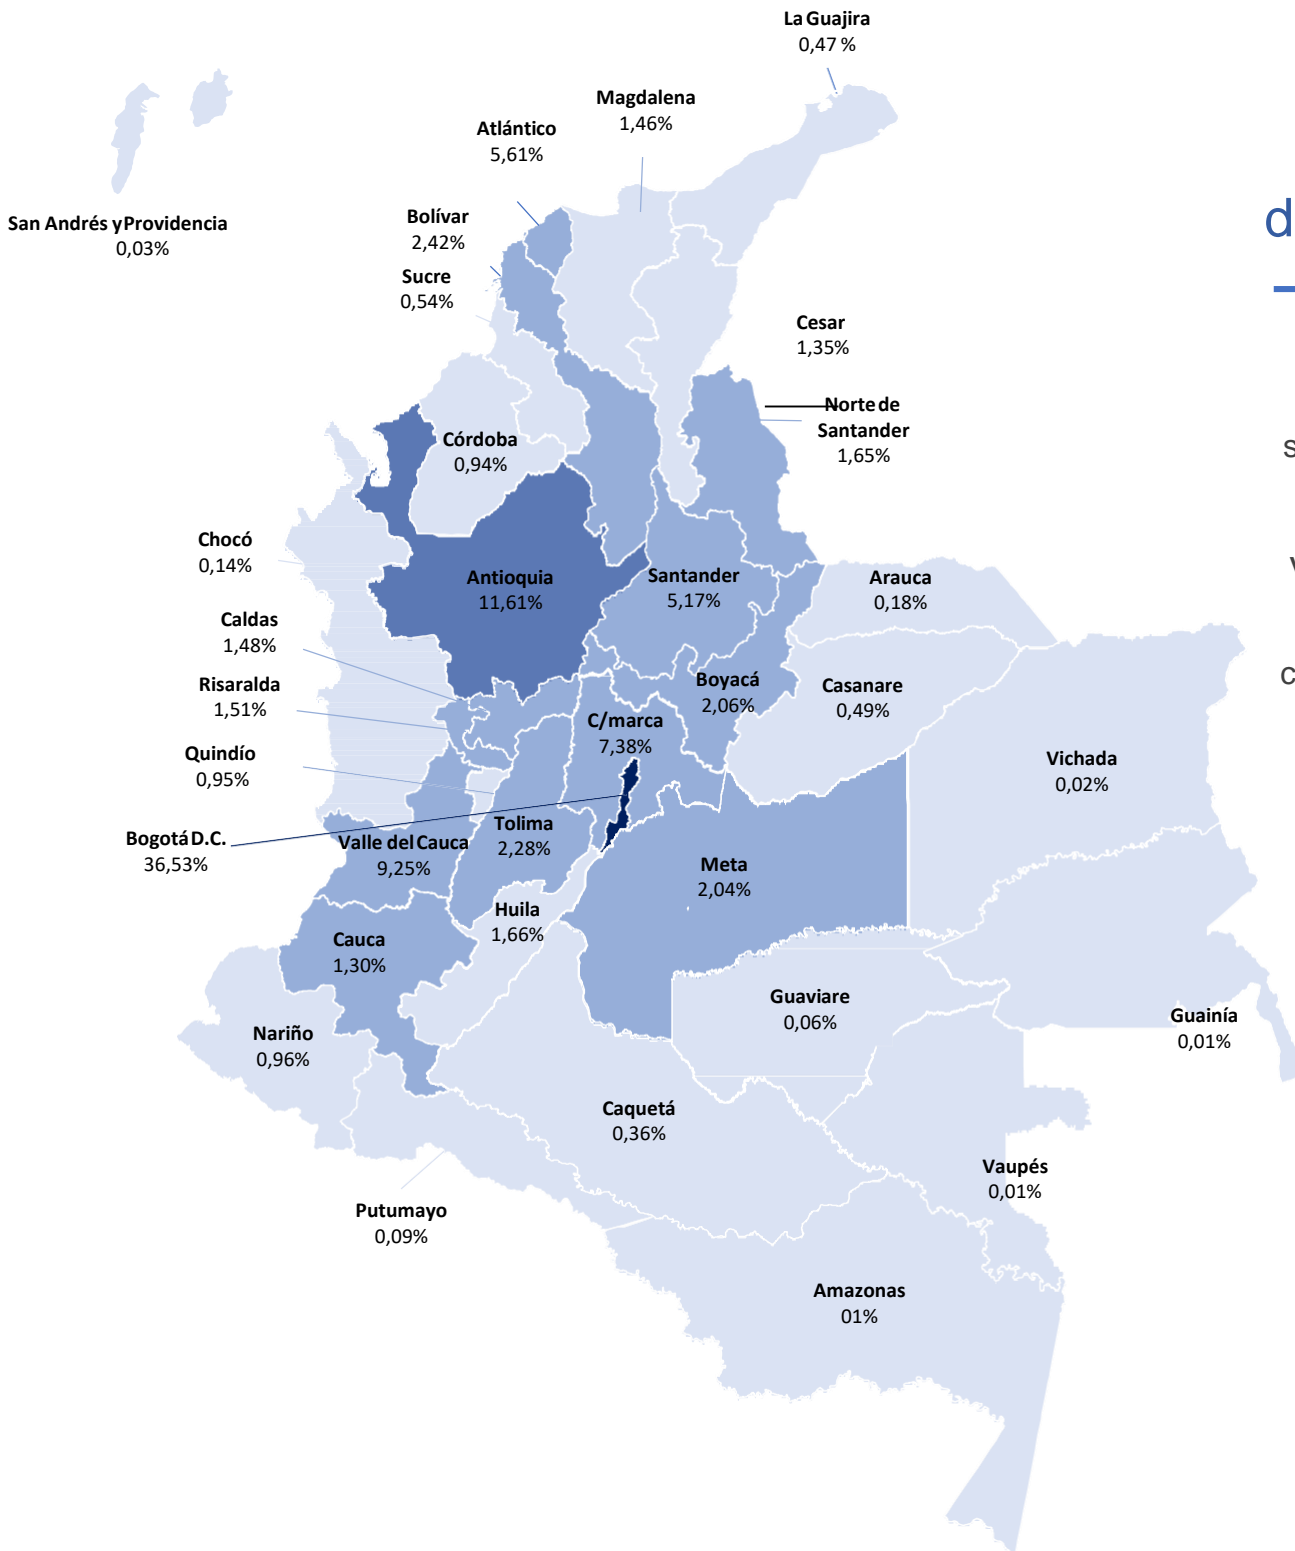 La Guajira
0,47 %
Magdalena
1,46%
Atlántico
5,61%
San Andrés y Providencia
0,03%
Bolívar
2,42%
d
Sucre
0,54%
Cesar
1,35%
Norte de
Santander
1,65%
Córdoba
0,94%
s
Chocó
0,14%
Antioquia
11,61%
Santander
5,17%
Arauca
0,18%
v
Caldas
1,48%
Risaralda
1,51%
Boyacá
2,06%
Casanare
0,49%
c
C/marca
7,38%
Quindío
0,95%
Vichada
0,02%
Bogotá D.C.
36,53%
Valle del Cauca
9,25%
Tolima
2,28%
Meta
2,04%
Huila
1,66%
Cauca
1,30%
Guaviare
0,06%
Guainía
0,01%
Nariño
0,96%
Caquetá
0,36%
Vaupés
0,01%
Putumayo
0,09%
Amazonas
01%